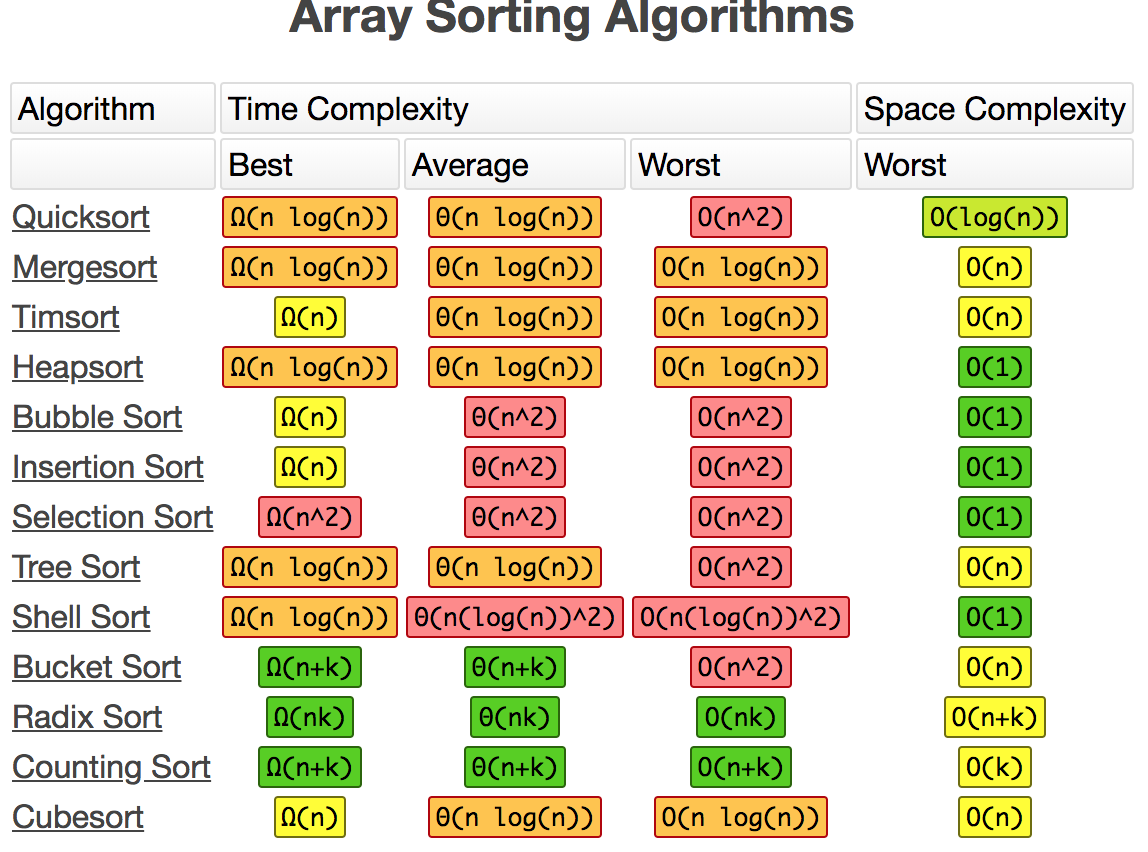 Array Sorting Algorithms
Algorithm Time Complexity Space Complexity
Best Average Worst Worst
Quicksort Ω(n log(n)) Θ(n log(n)) O(n^2) O(log(n))
Mergesort Ω(n log(n)) Θ(n log(n)) O(n log(n)) O(n)
Timsort Ω(n) Θ(n log(n)) O(n log(n)) O(n)
Heapsort Ω(n log(n)) Θ(n log(n)) O(n log(n)) O(1)
Bubble Sort Ω(n) Θ(n^2) O(n^2) O(1)
Insertion Sort Ω(n) Θ(n^2) O(n^2) O(1)
Selection Sort Ω(n^2) Θ(n^2) O(n^2) O(1)
Tree Sort Ω(n log(n)) Θ(n log(n)) O(n^2) O(n)
Shell Sort Ω(n log(n)) Θ(n(log(n))^2) O(n(log(n))^2) O(1)
Bucket Sort Ω(n+k) Θ(n+k) O(n^2) O(n)
Radix Sort Ω(nk) Θ(nk) O(nk) O(n+k)
Counting Sort Ω(n+k) Θ(n+k) O(n+k) O(k)
Cubesort Ω(n) Θ(n log(n)) O(n log(n)) O(n)